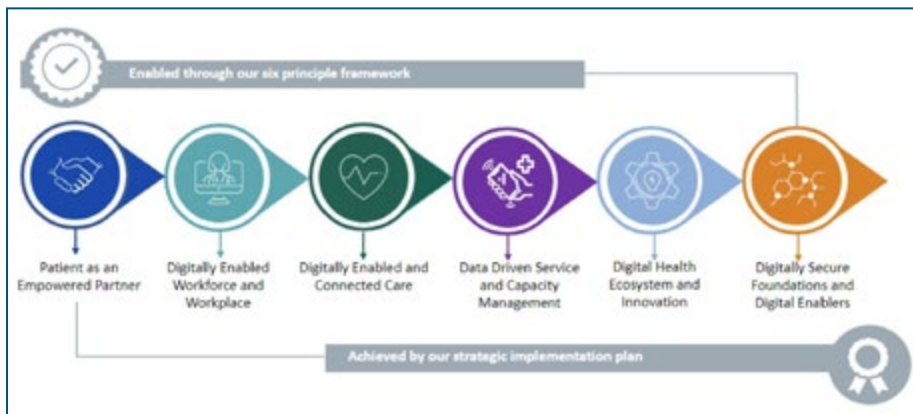 Enabled through our six principle framework
Patient as an
Empowered Partner
Digitally Enabled
Workforce and
Workplace
Digitally Enabled and
Connected Care
Data Driven Service
and Capacity
Management
Digital Health
Ecosystem and
Innovation
Digitally Secure
Foundations and
Digital Enablers
Achieved by our strategic implementation plan